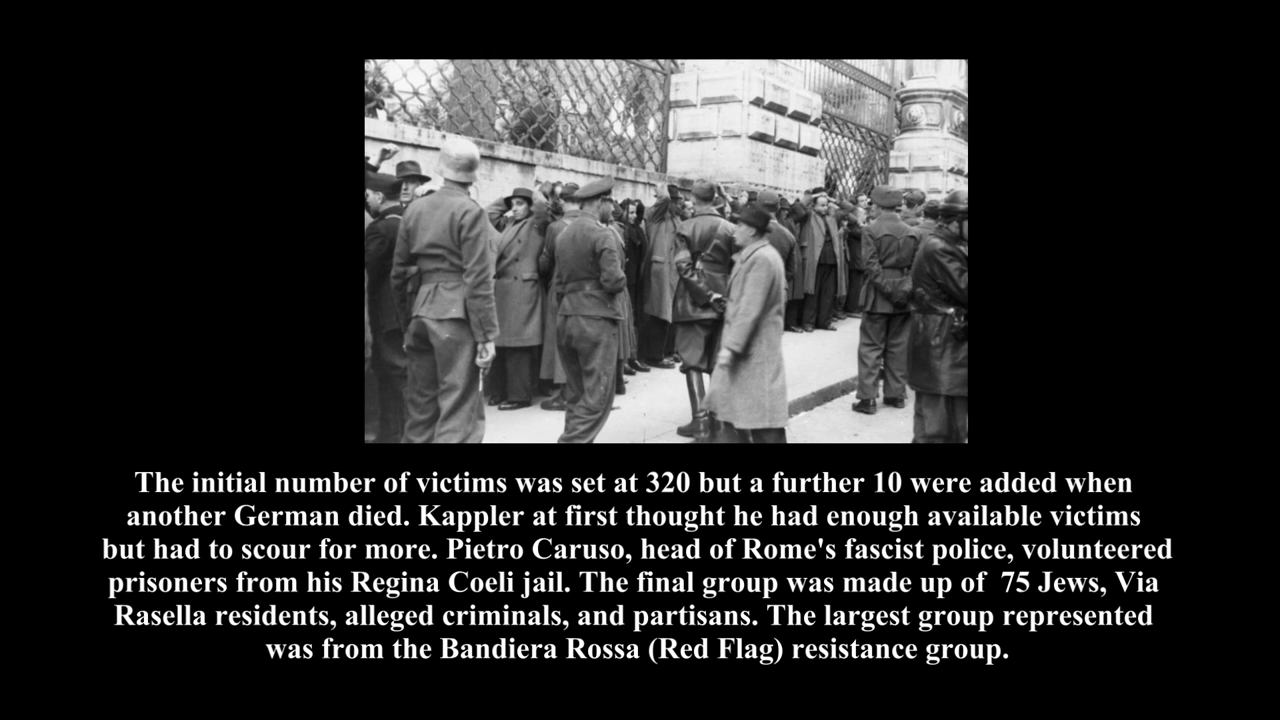 The initial number of victims was set at 320 but a further 10 were added when
another German died. Kappler at first thought he had enough available victims
but had to scour for more. Pietro Caruso, head of Rome's fascist police, volunteered
prisoners from his Regina Coeli jail. The final group was made up of  75 Jews, Via
Rasella residents, alleged criminals, and partisans. The largest group represented
was from the Bandiera Rossa (Red Flag) resistance group.